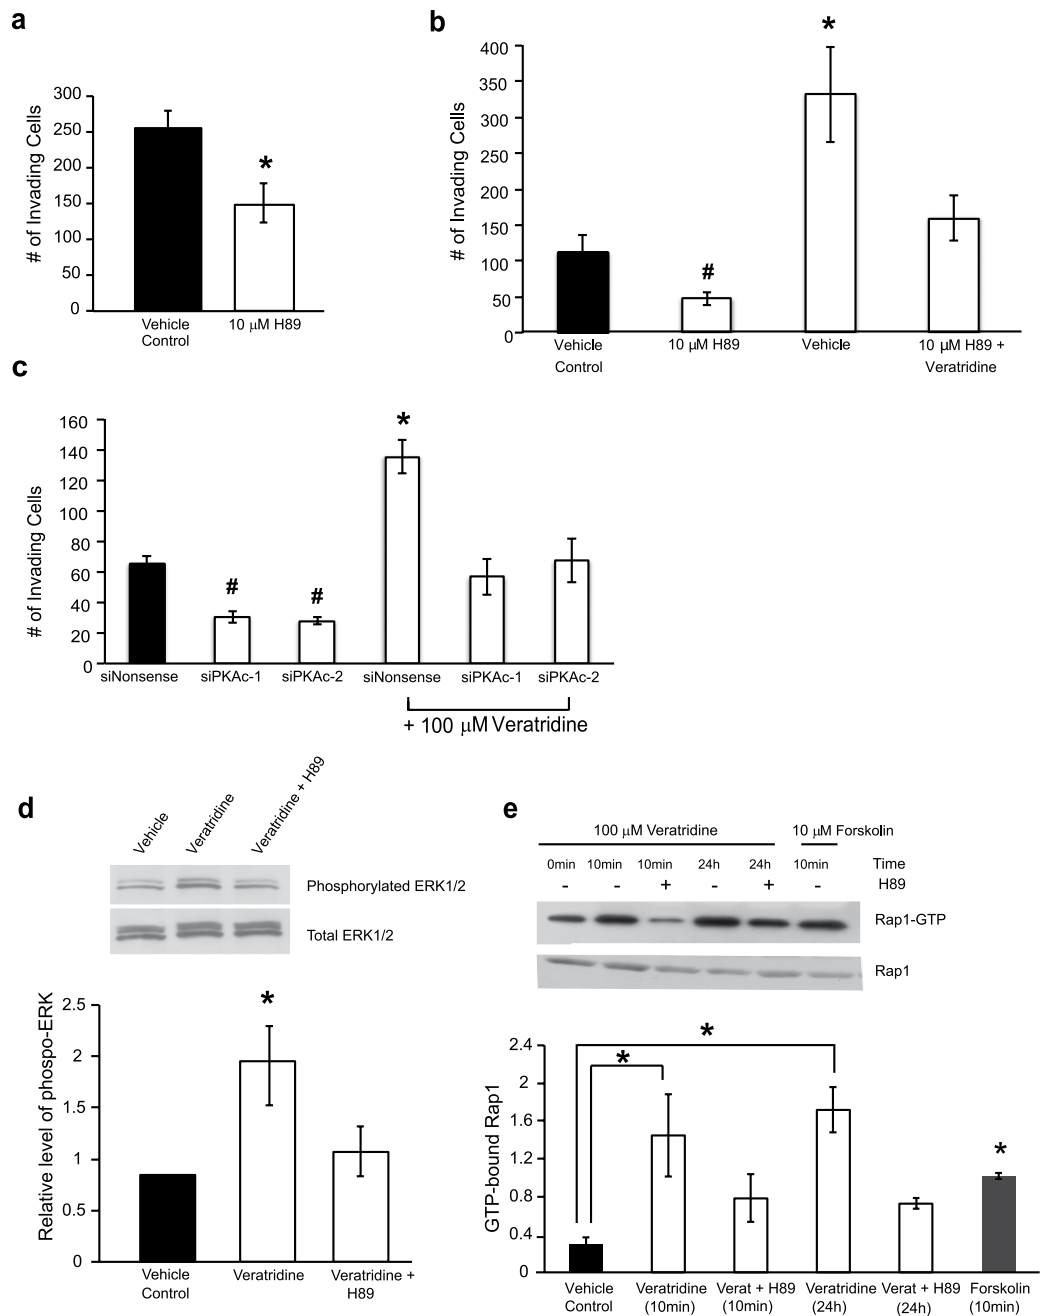 a
# of Invading Cells
300
250
200
150
100
50
0
*
Vehicle
Control
10 μM H89
b
# of Invading Cells
400
350
300
250
200
150
100
50
0
#
*
Vehicle
Control
10 μM H89
Vehicle
10 μM H89 +
Veratridine
c
# of Invading Cells
160
140
120
100
80
60
40
20
0
#
#
*
siNonsense
siPKAc-1
siPKAc-2
siNonsense
siPKAc-1
siPKAc-2
+ 100 μM Veratridine
d
Vehicle
Veratridine
Veratridine + H89
Phosphorylated ERK1/2
Total ERK1/2
Relative level of phospo-ERK
2.5
2
1.5
1
0.5
0
*
Vehicle
Control
Veratridine
Veratridine +
H89
e
100 μM Veratridine
10 μM Forskolin
0min 10min 10min 24h 24h 10min Time
- - + - + - H89
Rap1-GTP
Rap1
GTP-bound Rap1
2.4
2
1.6
1.2
0.8
0.4
0
*
*
*
Vehicle
Control
Veratridine
(10min)
Verat + H89
(10min)
Veratridine
(24h)
Verat + H89
(24h)
Forskolin
(10min)